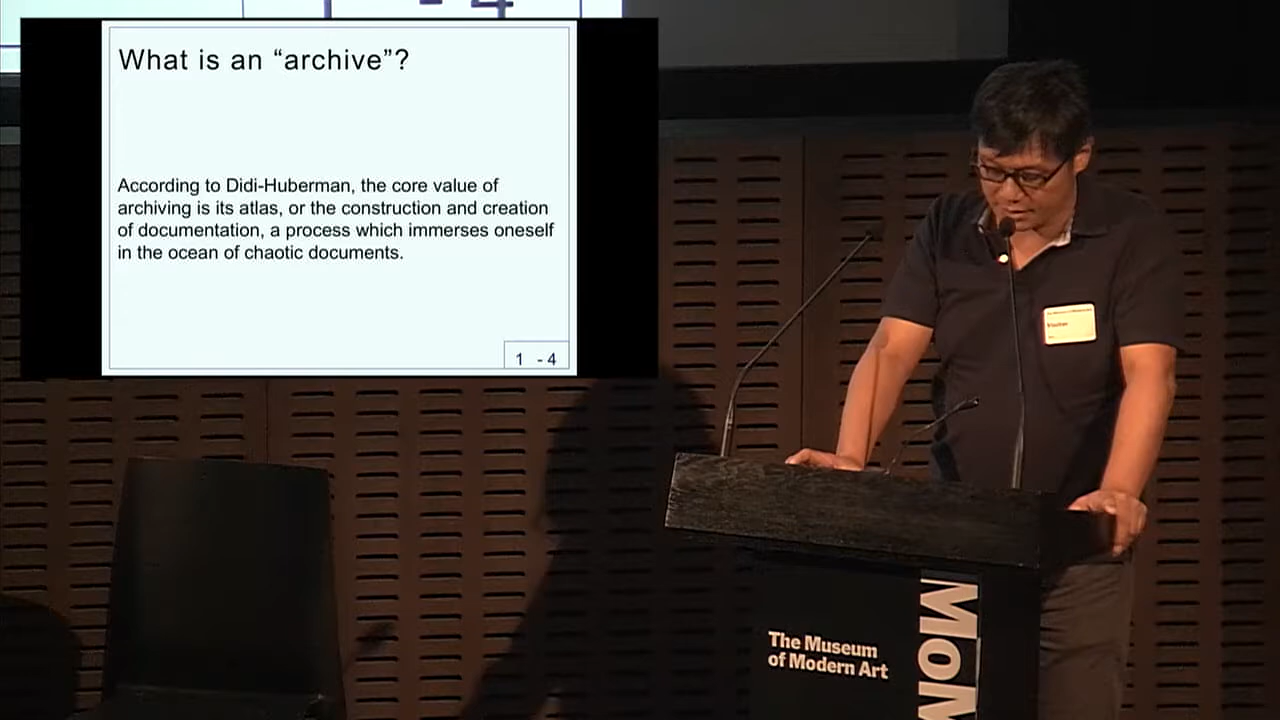 - 4
What is an “archive”?
According to Didi-Huberman, the core value of
archiving is its atlas, or the construction and creation
of documentation, a process which immerses oneself
in the ocean of chaotic documents.
1 - 4
Visitor
The Museum
of Modern Art
MoM